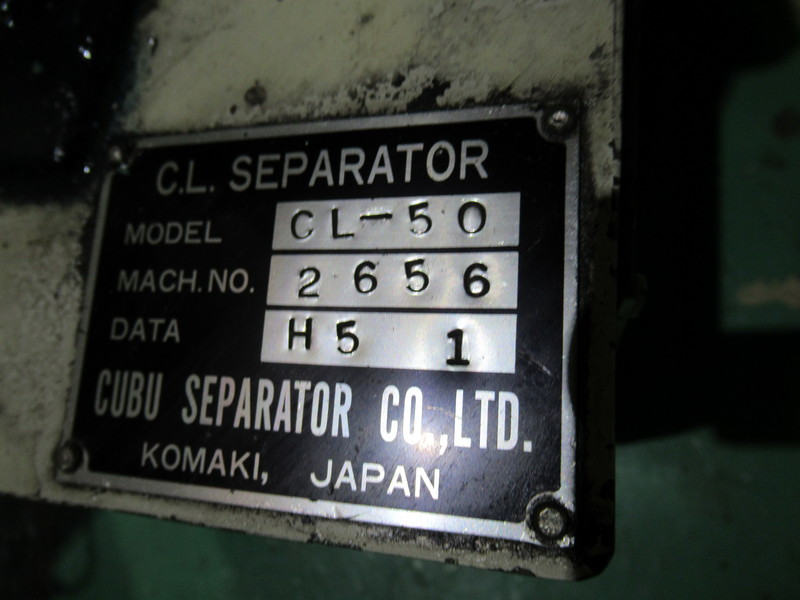 C.L. SEPARATOR
MODEL CL-50
MACH. NO. 2656
DATA H5 1
CUBU SEPARATOR CO.,LTD.
KOMAKI, JAPAN